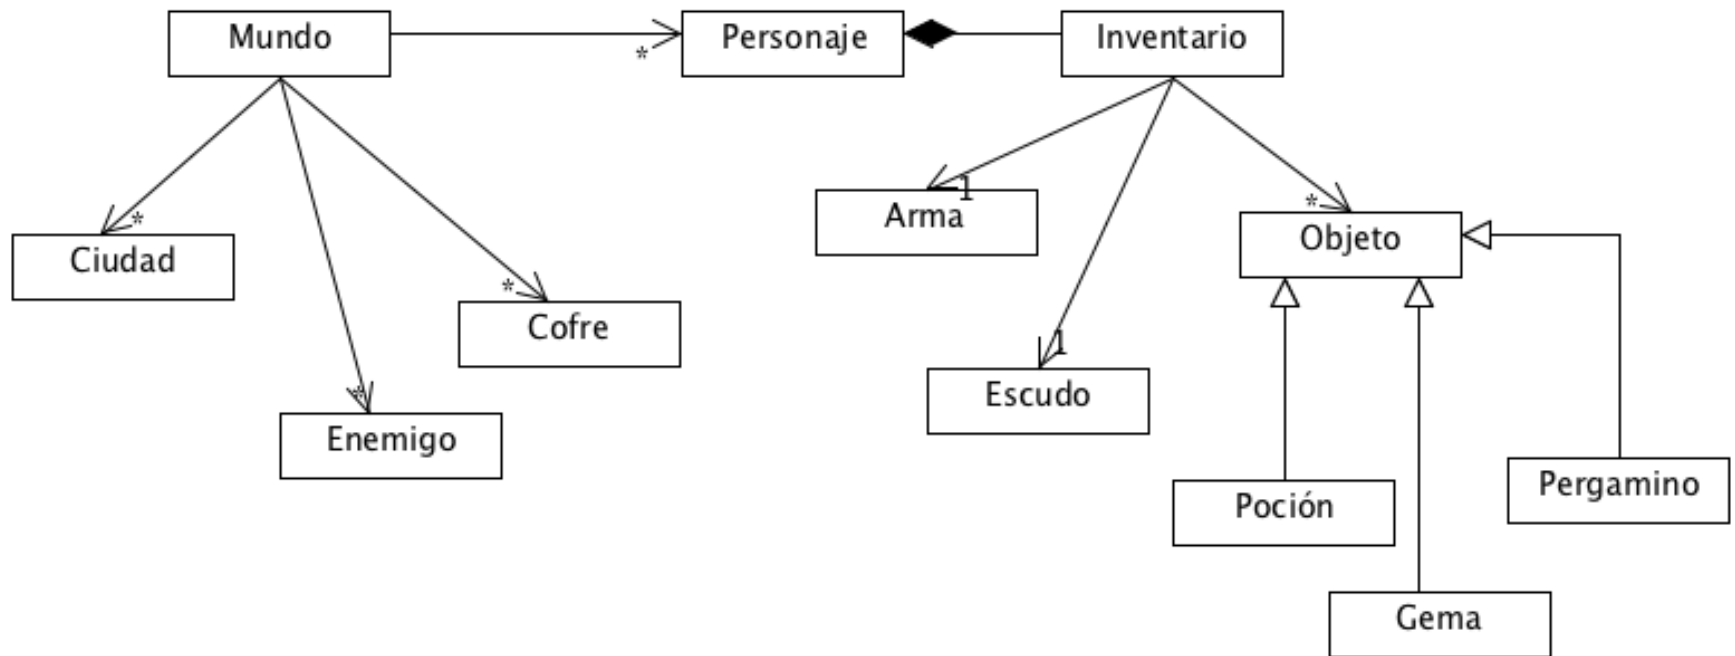 Mundo
*
Personaje
Inventario
*
Ciudad
*
Cofre
*
Enemigo
1
Arma
1
Escudo
*
Objeto
Poción
Pergamino
Gema